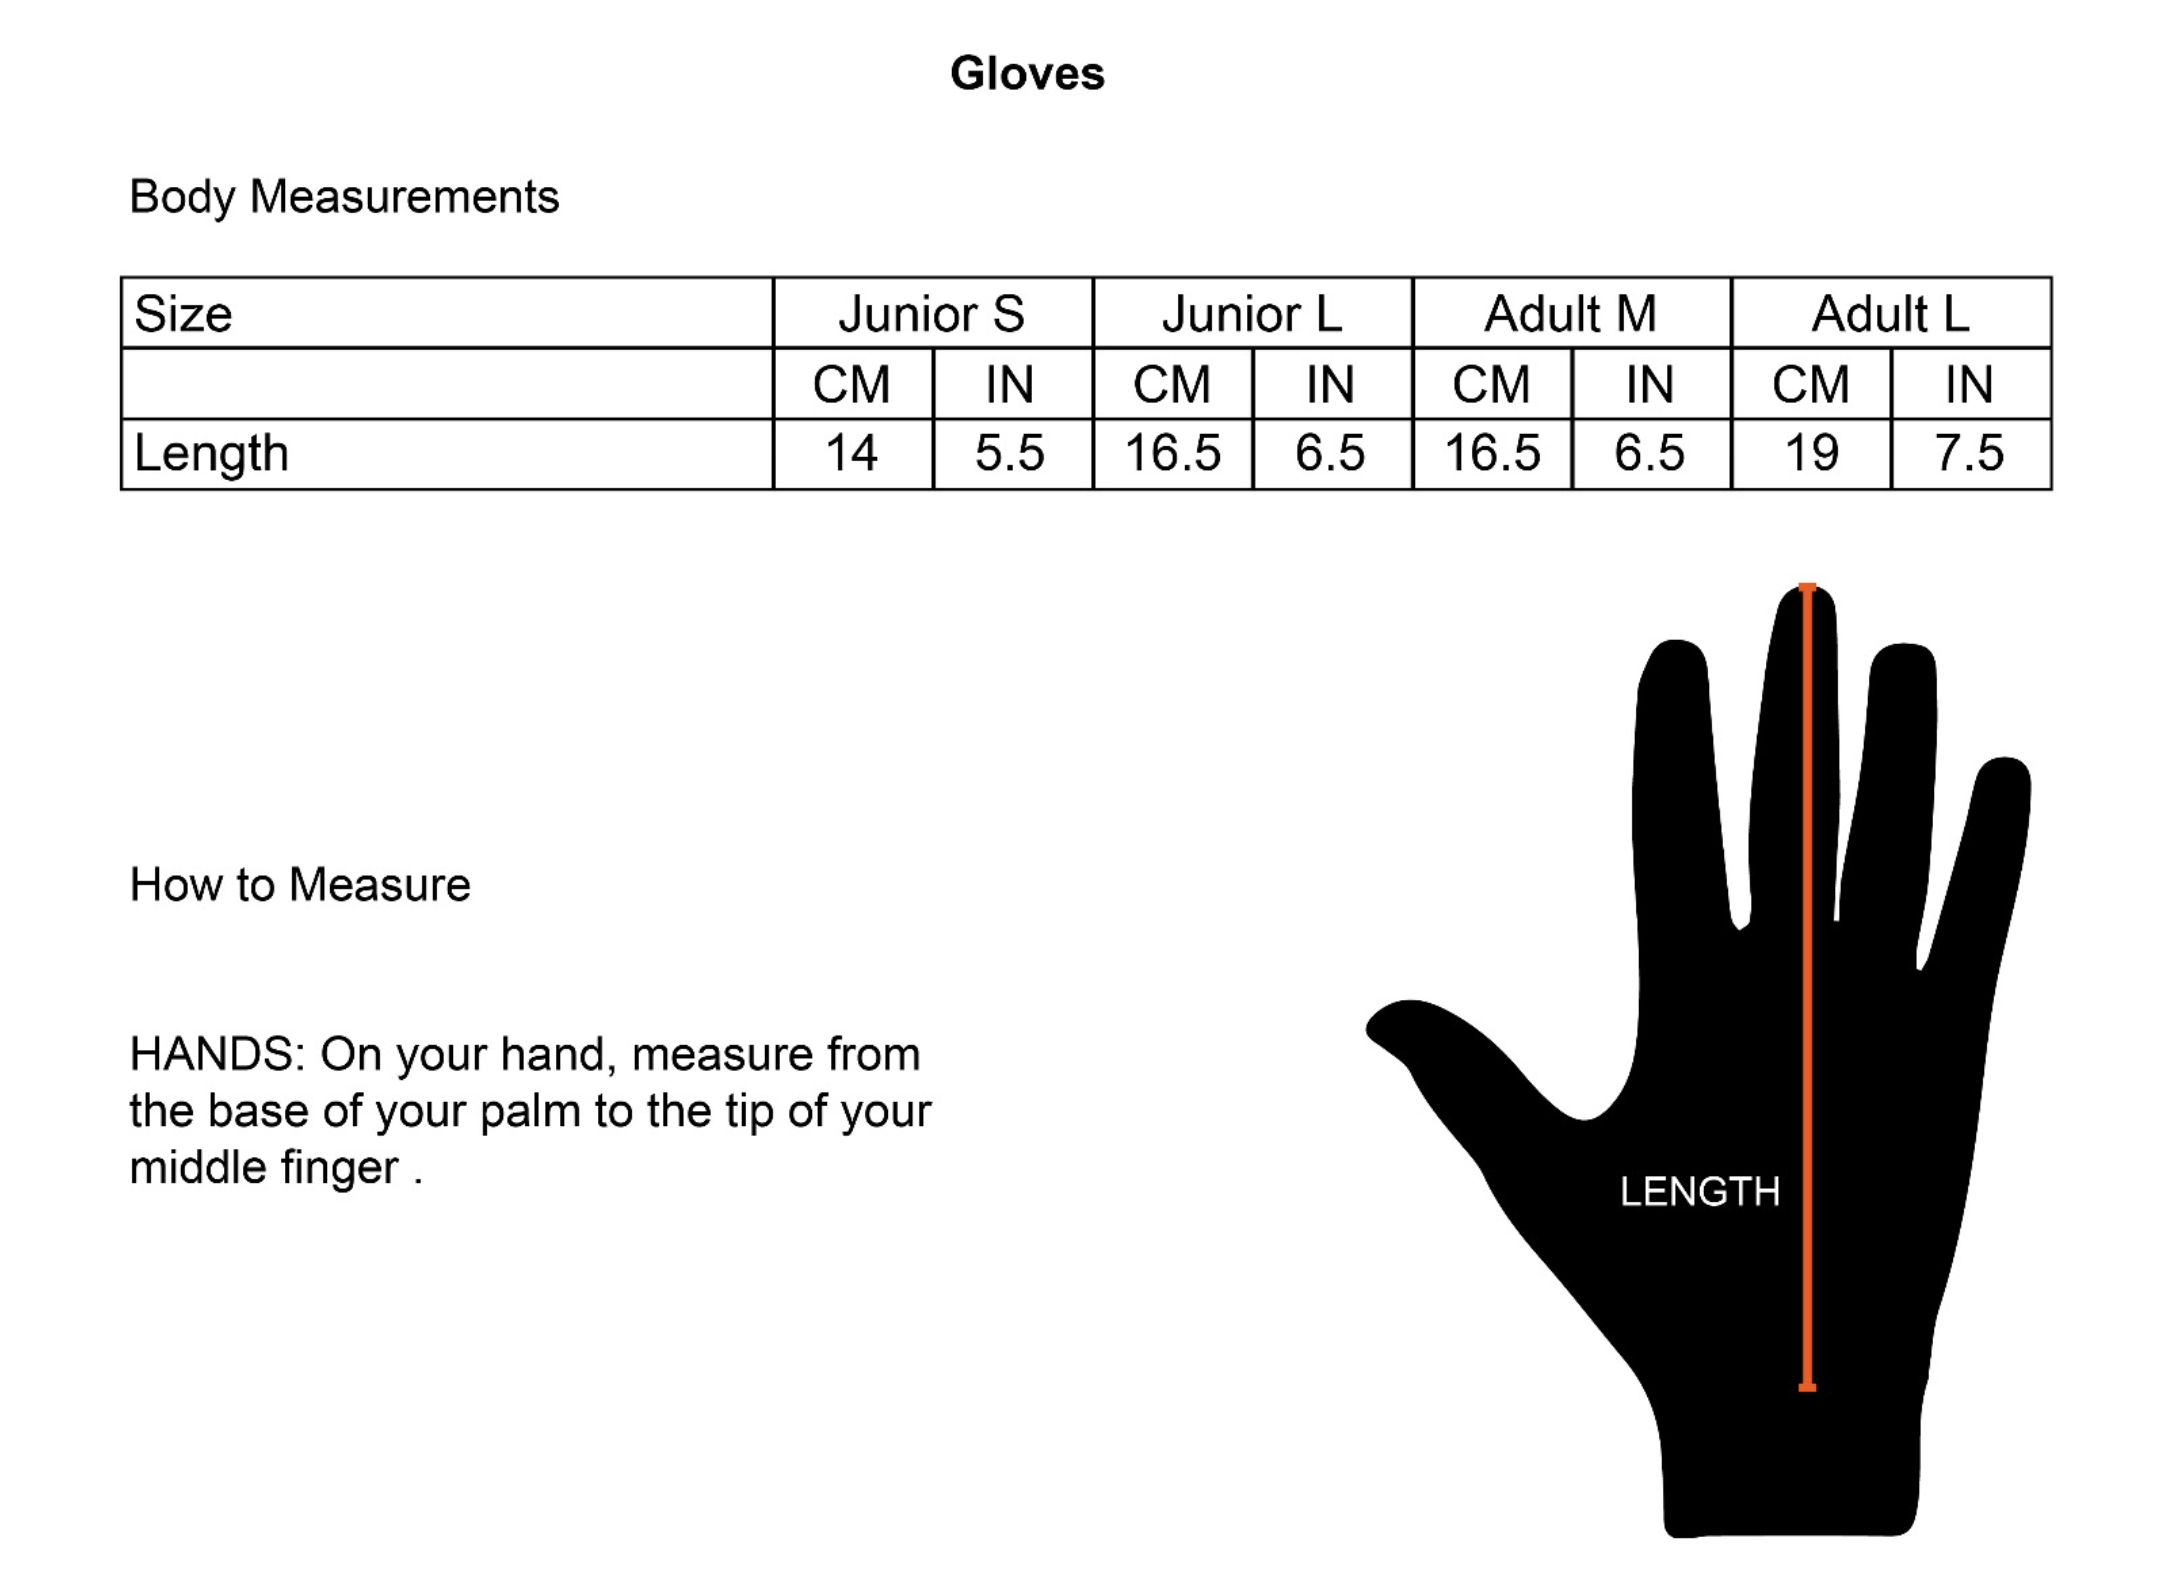 Gloves
Body Measurements
Size Junior S Junior L Adult M Adult L
CM IN CM IN CM IN CM IN
Length 14 5.5 16.5 6.5 16.5 6.5 19 7.5
How to Measure
HANDS: On your hand, measure from
the base of your palm to the tip of your
middle finger .
LENGTH